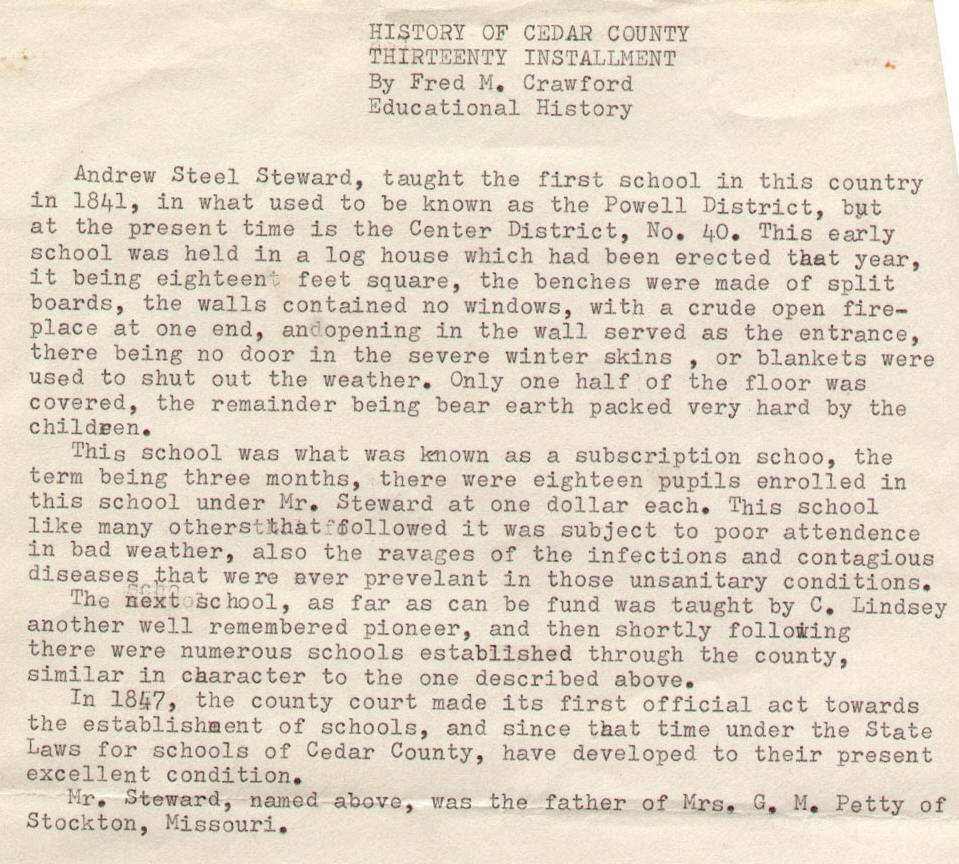 HISTORY OF CEDAR COUNTY
THIRTEENTY INSTALLMENT
By Fred M. Crawford
Educational History
Andrew Steel Steward, taught the first school in this country
in 1841, in what used to be known as the Powell District, but
at the present time is the Center District, No. 40. This early
school was held in a log house which had been erected that year,
it being eighteent feet square, the benches were made of split
boards, the walls contained no windows, with a crude open fire-
place at one end, andopening in the wall served as the entrance,
there being no door in the severe winter skins , or blankets were
used to shut out the weather. Only one half of the floor was
covered, the remainder being bear earth packed very hard by the
children.
This school was what was known as a subscription schoo, the
term being three months, there were eighteen pupils enrolled in
this school under Mr. Steward at one dollar each. This school
like many others that followed it was subject to poor attendence
in bad weather, also the ravages of the infections and contagious
diseases that were ever prevelant in those unsanitary conditions.
The next school, as far as can be fund was taught by C. Lindsey
another well remembered pioneer, and then shortly following
there were numerous schools established through the county,
similar in character to the one described above.
In 1847, the county court made its first official act towards
the establishment of schools, and since that time under the State
Laws for schools of Cedar County, have developed to their present
excellent condition.
Mr. Steward, named above, was the father of Mrs. G. M. Petty of
Stockton, Missouri.